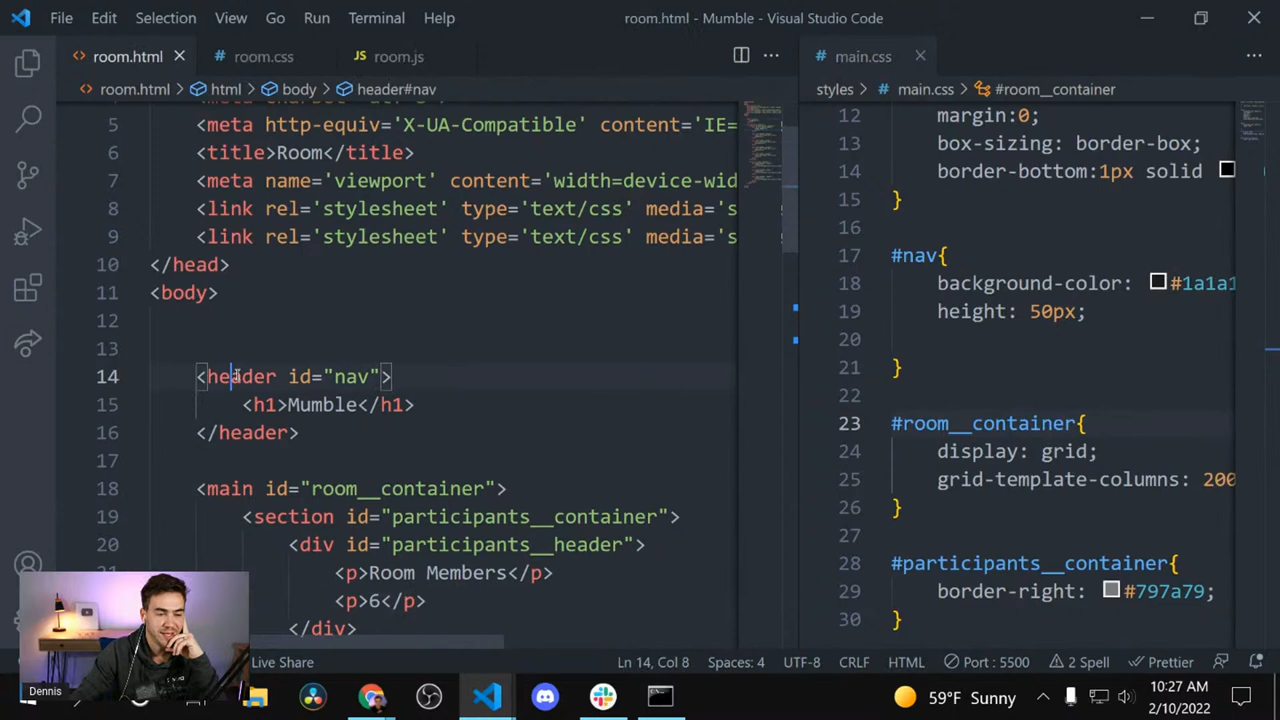 File Edit Selection View Go Run Terminal Help
room.html - Mumble - Visual Studio Code
room.html
room.css
JS room.js
main.css
room.html > html > body > header#nav
styles > main.css > #room__container
5 <meta http-equiv='X-UA-Compatible' content='IE=
6 <title>Room</title>
7 <meta name='viewport' content='width=device-wid
8 <link rel='stylesheet' type='text/css' media='s
9 <link rel='stylesheet' type='text/css' media='s
10 </head>
11 <body>
12
13
14 <header id="nav">
15 <h1>Mumble</h1>
16 </header>
17
18 <main id="room__container">
19 <section id="participants__container">
20 <div id="participants__header">
<p>Room Members</p>
<p>6</p>
</div>
12 margin:0;
13 box-sizing: border-box;
14 border-bottom:1px solid
15 }
16
17 #nav{
18 background-color: #1a1a1
19 height: 50px;
20
21 }
22
23 #room__container{
24 display: grid;
25 grid-template-columns: 200
26 }
27
28 #participants__container{
29 border-right: #797a79;
30 }
Live Share
Ln 14, Col 8
Spaces: 4
UTF-8
CRLF
HTML
Port : 5500
2 Spell
Prettier
Dennis
59°F Sunny
10:27 AM
2/10/2022